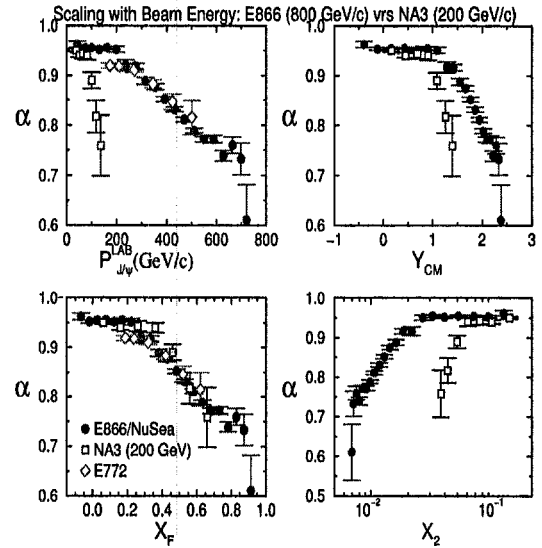 Scaling with Beam Energy: E866 (800 GeV/c) vrs NA3 (200 GeV/c)
1.0
0.9
0.8
α
0.7
0.6
0 200 400 600 800
P^LAB_J/ψ (GeV/c)
1.0
0.9
0.8
α
0.7
0.6
−1 0 1 2 3
Y_CM
1.0
0.9
α
0.8
0.7
0.6
0.5
● E866/NuSea
□ NA3 (200 GeV)
◇ E772
0.0 0.2 0.4 0.6 0.8 1.0
X_F
1.0
0.9
0.8
α
0.7
0.6
0.5
10^−2 10^−1
X_2